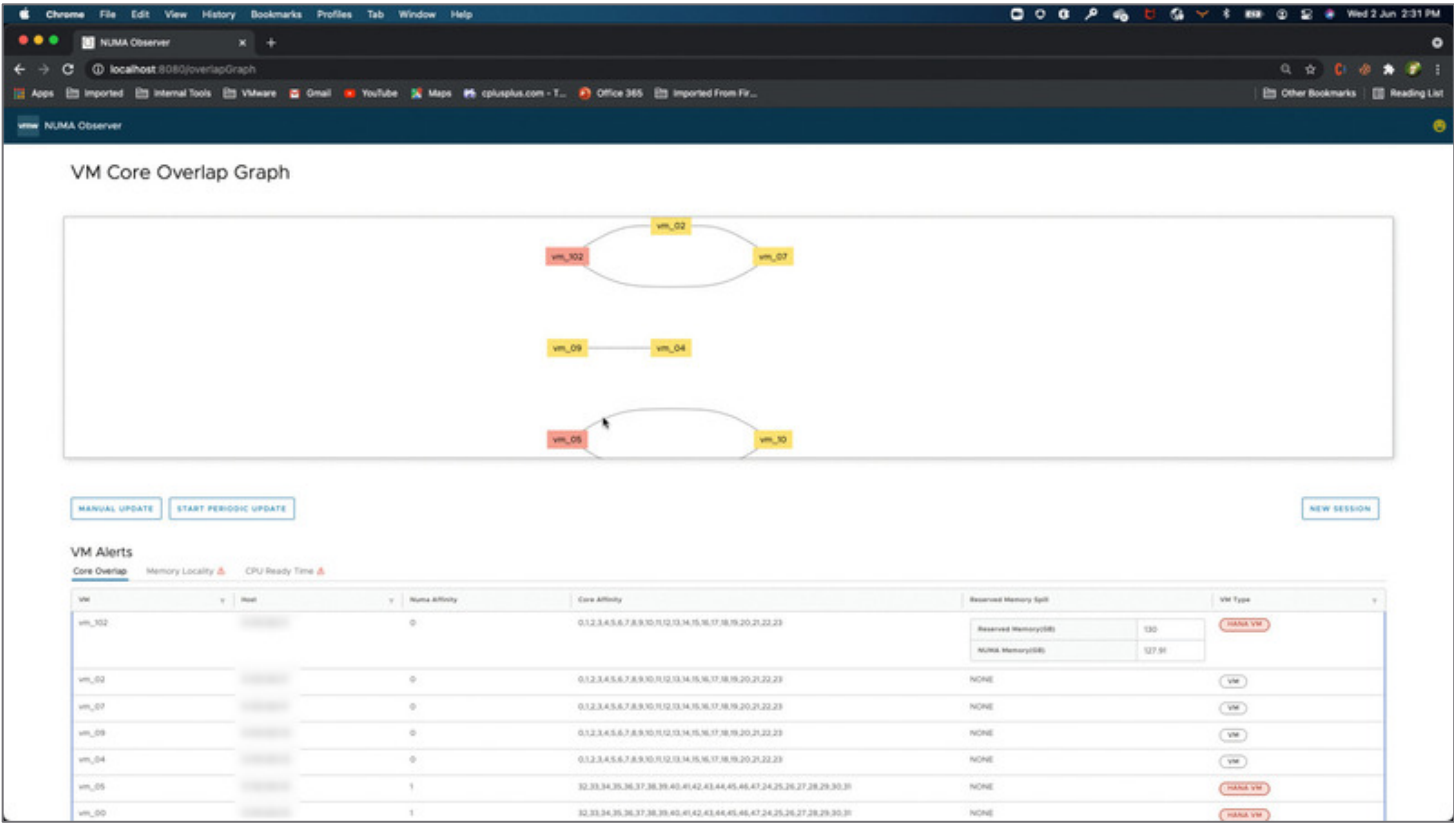 Chrome File Edit View History Bookmarks Profiles Tab Window Help Wed 2 Jun 2:31 PM
NUMA Observer
localhost:8080/overlapGraph
Apps Imported Internal Tools VMware Gmail YouTube Maps cplusplus.com - T... Office 365 Imported From Fir... Other Bookmarks Reading List
vmw NUMA Observer
VM Core Overlap Graph
vm_02
vm_102 vm_07
vm_09 vm_04
vm_05 vm_10
MANUAL UPDATE START PERIODIC UPDATE NEW SESSION
VM Alerts
Core Overlap Memory Locality CPU Ready Time
VM Host Numa Affinity Core Affinity Reserved Memory Spill VM Type
vm_102 0 0,1,2,3,4,5,6,7,8,9,10,11,12,13,14,15,16,17,18,19,20,21,22,23 Reserved Memory(GB) 130 HANA VM
NUMA Memory(GB) 127.91
vm_02 0 0,1,2,3,4,5,6,7,8,9,10,11,12,13,14,15,16,17,18,19,20,21,22,23 NONE VM
vm_07 0 0,1,2,3,4,5,6,7,8,9,10,11,12,13,14,15,16,17,18,19,20,21,22,23 NONE VM
vm_09 0 0,1,2,3,4,5,6,7,8,9,10,11,12,13,14,15,16,17,18,19,20,21,22,23 NONE VM
vm_04 0 0,1,2,3,4,5,6,7,8,9,10,11,12,13,14,15,16,17,18,19,20,21,22,23 NONE VM
vm_05 1 32,33,34,35,36,37,38,39,40,41,42,43,44,45,46,47,24,25,26,27,28,29,30,31 NONE HANA VM
vm_00 1 32,33,34,35,36,37,38,39,40,41,42,43,44,45,46,47,24,25,26,27,28,29,30,31 NONE HANA VM